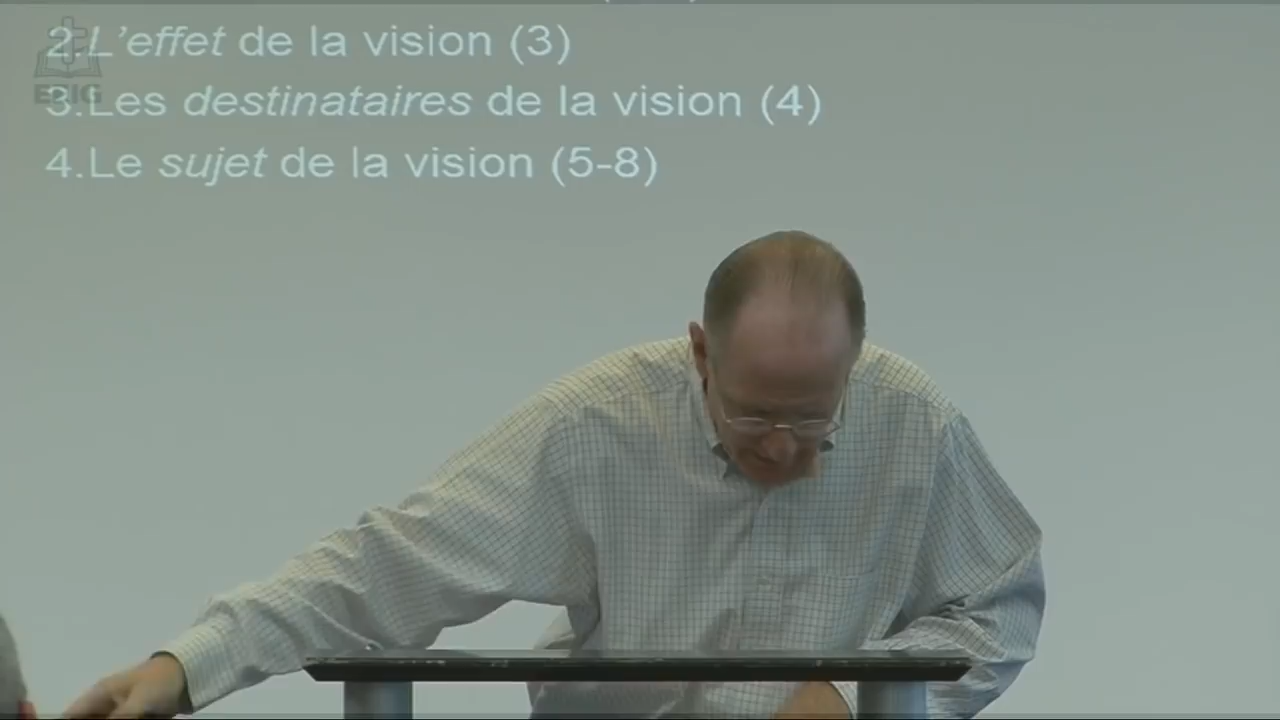 2.L'effet de la vision (3)
3.Les destinataires de la vision (4)
4.Le sujet de la vision (5-8)